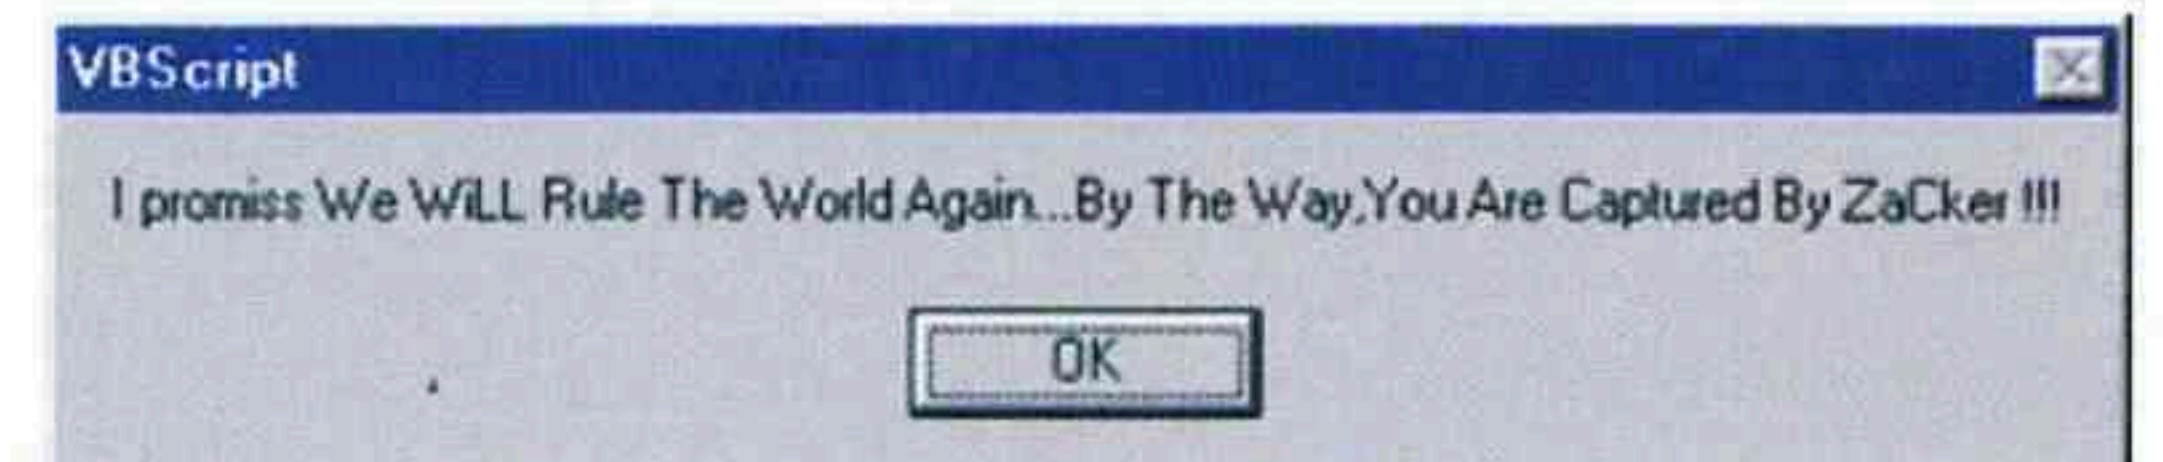 VBScript
I promiss We WiLL Rule The World Again...By The Way,You Are Captured By ZaCker !!!
OK